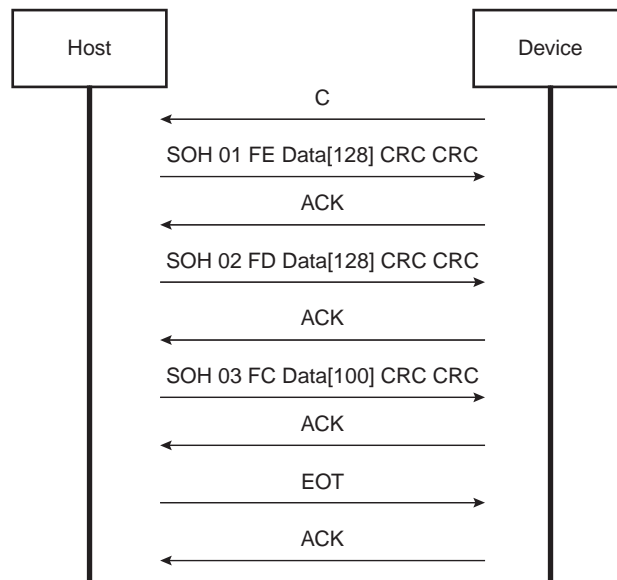 Host
Device
C
SOH 01 FE Data[128] CRC CRC
ACK
SOH 02 FD Data[128] CRC CRC
ACK
SOH 03 FC Data[100] CRC CRC
ACK
EOT
ACK